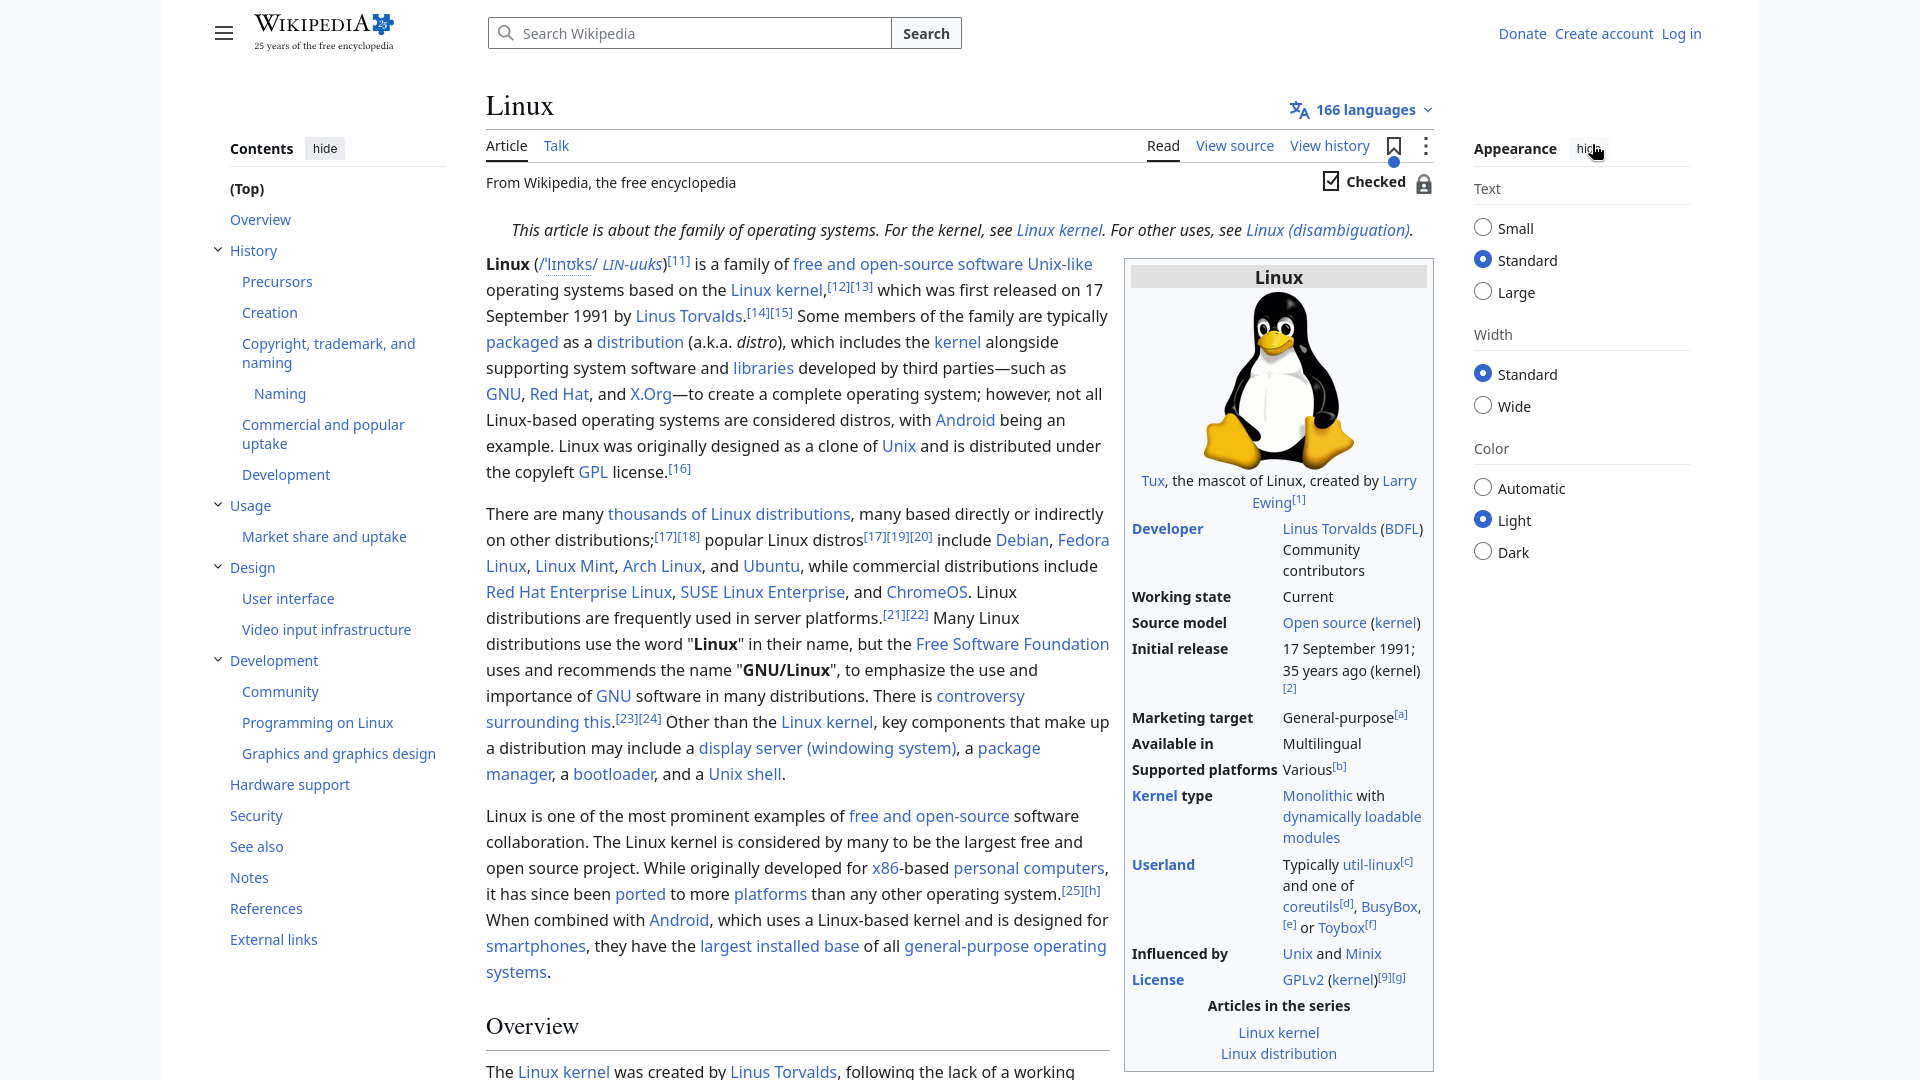 WIKIPEDIA 25
25 years of the free encyclopedia
Search Wikipedia
Search
Donate Create account Log in
Contents hide
(Top)
Overview
History
Precursors
Creation
Copyright, trademark, and
naming
Naming
Commercial and popular
uptake
Development
Usage
Market share and uptake
Design
User interface
Video input infrastructure
Development
Community
Programming on Linux
Graphics and graphics design
Hardware support
Security
See also
Notes
References
External links
Linux
166 languages
Article Talk Read View source View history
From Wikipedia, the free encyclopedia
Checked
This article is about the family of operating systems. For the kernel, see Linux kernel. For other uses, see Linux (disambiguation).
Linux (/ˈlɪnʊks/ LIN-uuks)[11] is a family of free and open-source software Unix-like
operating systems based on the Linux kernel,[12][13] which was first released on 17
September 1991 by Linus Torvalds.[14][15] Some members of the family are typically
packaged as a distribution (a.k.a. distro), which includes the kernel alongside
supporting system software and libraries developed by third parties—such as
GNU, Red Hat, and X.Org—to create a complete operating system; however, not all
Linux-based operating systems are considered distros, with Android being an
example. Linux was originally designed as a clone of Unix and is distributed under
the copyleft GPL license.[16]
There are many thousands of Linux distributions, many based directly or indirectly
on other distributions;[17][18] popular Linux distros[17][19][20] include Debian, Fedora
Linux, Linux Mint, Arch Linux, and Ubuntu, while commercial distributions include
Red Hat Enterprise Linux, SUSE Linux Enterprise, and ChromeOS. Linux
distributions are frequently used in server platforms.[21][22] Many Linux
distributions use the word "Linux" in their name, but the Free Software Foundation
uses and recommends the name "GNU/Linux", to emphasize the use and
importance of GNU software in many distributions. There is controversy
surrounding this.[23][24] Other than the Linux kernel, key components that make up
a distribution may include a display server (windowing system), a package
manager, a bootloader, and a Unix shell.
Linux is one of the most prominent examples of free and open-source software
collaboration. The Linux kernel is considered by many to be the largest free and
open source project. While originally developed for x86-based personal computers,
it has since been ported to more platforms than any other operating system.[25][h]
When combined with Android, which uses a Linux-based kernel and is designed for
smartphones, they have the largest installed base of all general-purpose operating
systems.
Overview
The Linux kernel was created by Linus Torvalds, following the lack of a working
Linux
Tux, the mascot of Linux, created by Larry
Ewing[1]
Developer Linus Torvalds (BDFL)
Community
contributors
Working state Current
Source model Open source (kernel)
Initial release 17 September 1991;
35 years ago (kernel)
[2]
Marketing target General-purpose[a]
Available in Multilingual
Supported platforms Various[b]
Kernel type Monolithic with
dynamically loadable
modules
Userland Typically util-linux[c]
and one of
coreutils[d], BusyBox,
[e] or Toybox[f]
Influenced by Unix and Minix
License GPLv2 (kernel)[9][g]
Articles in the series
Linux kernel
Linux distribution
Appearance
Text
Small
Standard
Large
Width
Standard
Wide
Color
Automatic
Light
Dark